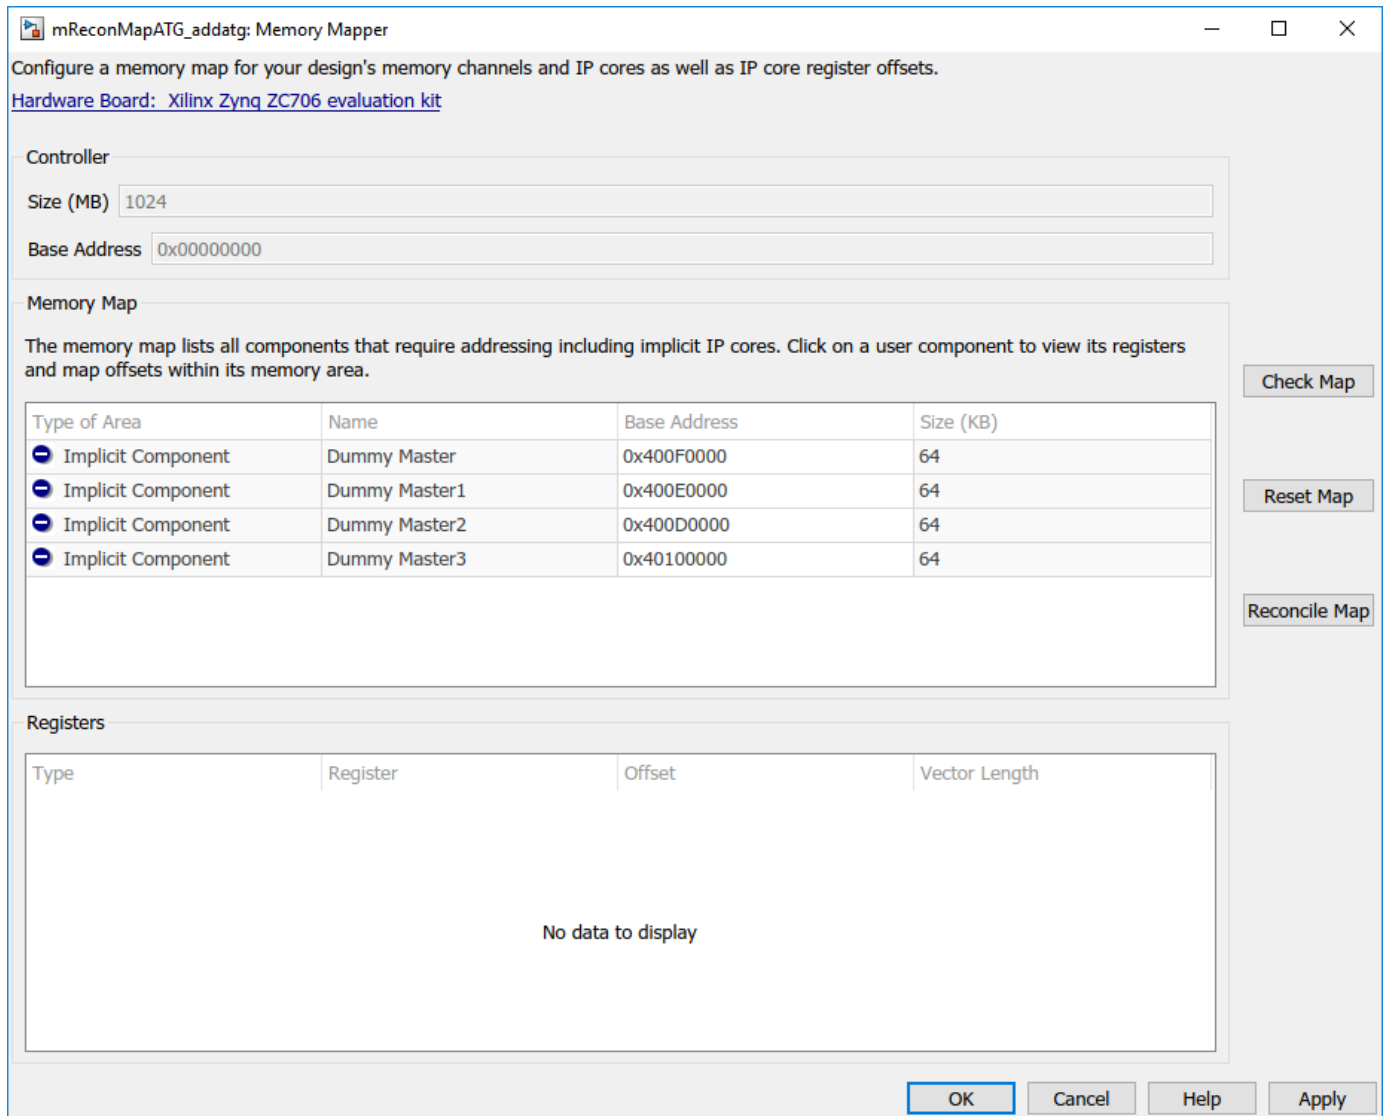 mReconMapATG_addatg: Memory Mapper
Configure a memory map for your design's memory channels and IP cores as well as IP core register offsets.
Hardware Board: Xilinx Zynq ZC706 evaluation kit
Controller
Size (MB) 1024
Base Address 0x00000000
Memory Map
The memory map lists all components that require addressing including implicit IP cores. Click on a user component to view its registers
and map offsets within its memory area.
Check Map
Type of Area Name Base Address Size (KB)
Implicit Component Dummy Master 0x400F0000 64
Implicit Component Dummy Master1 0x400E0000 64
Reset Map
Implicit Component Dummy Master2 0x400D0000 64
Implicit Component Dummy Master3 0x40100000 64
Reconcile Map
Registers
Type Register Offset Vector Length
No data to display
OK Cancel Help Apply